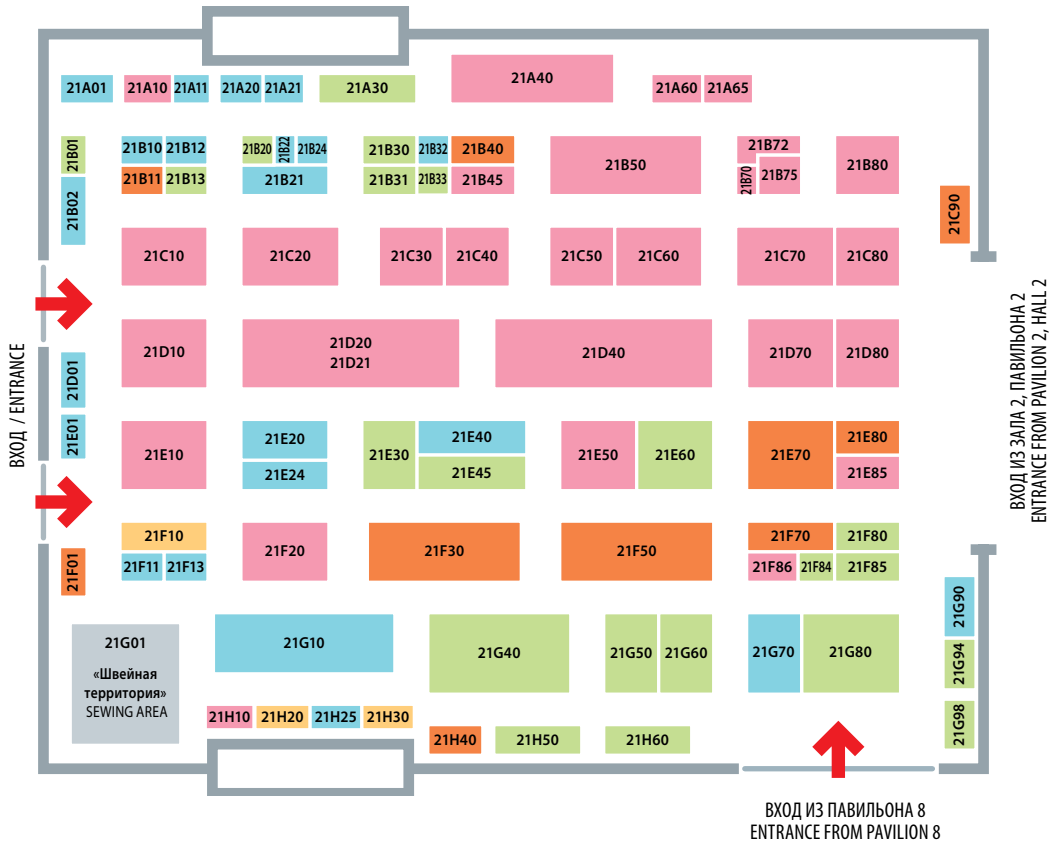 21A01
21A10
21A11
21A20
21A21
21A30
21A40
21A60
21A65
21B01
21B02
21B10
21B12
21B11
21B13
21B20
21B22
21B24
21B21
21B30
21B32
21B40
21B31
21B33
21B45
21B50
21B72
21B70
21B75
21B80
21C90
21C10
21C20
21C30
21C40
21C50
21C60
21C70
21C80
ВХОД / ENTRANCE
21D01
21D10
21D20
21D21
21D40
21D70
21D80
ВХОД ИЗ ЗАЛА 2, ПАВИЛЬОНА 2
ENTRANCE FROM PAVILION 2, HALL 2
21E01
21E10
21E20
21E24
21E30
21E40
21E45
21E50
21E60
21E70
21E80
21E85
21F01
21F10
21F11
21F13
21F20
21F30
21F50
21F70
21F80
21F86
21F84
21F85
21G01
«Швейная
территория»
SEWING AREA
21G10
21G40
21G50
21G60
21G70
21G80
21G90
21G94
21G98
21H10
21H20
21H25
21H30
21H40
21H50
21H60
ВХОД ИЗ ПАВИЛЬОНА 8
ENTRANCE FROM PAVILION 8